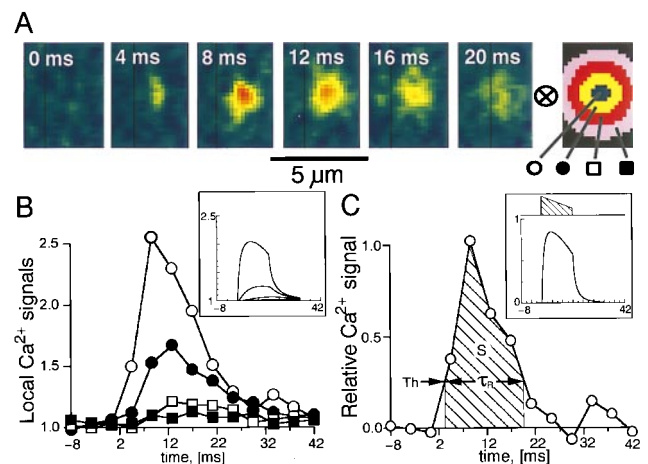 A
0 ms 4 ms 8 ms 12 ms 16 ms 20 ms
5 µm
B
C
Local Ca2+ signals
2.5
2.0
1.5
1.0
-8 2 12 22 32 42
time, [ms]
2.5
1
-8 42
Relative Ca2+ signal
1.0
0.5
0.0
-8 2 12 22 32 42
time, [ms]
Th
S
τR
1
0
-8 42